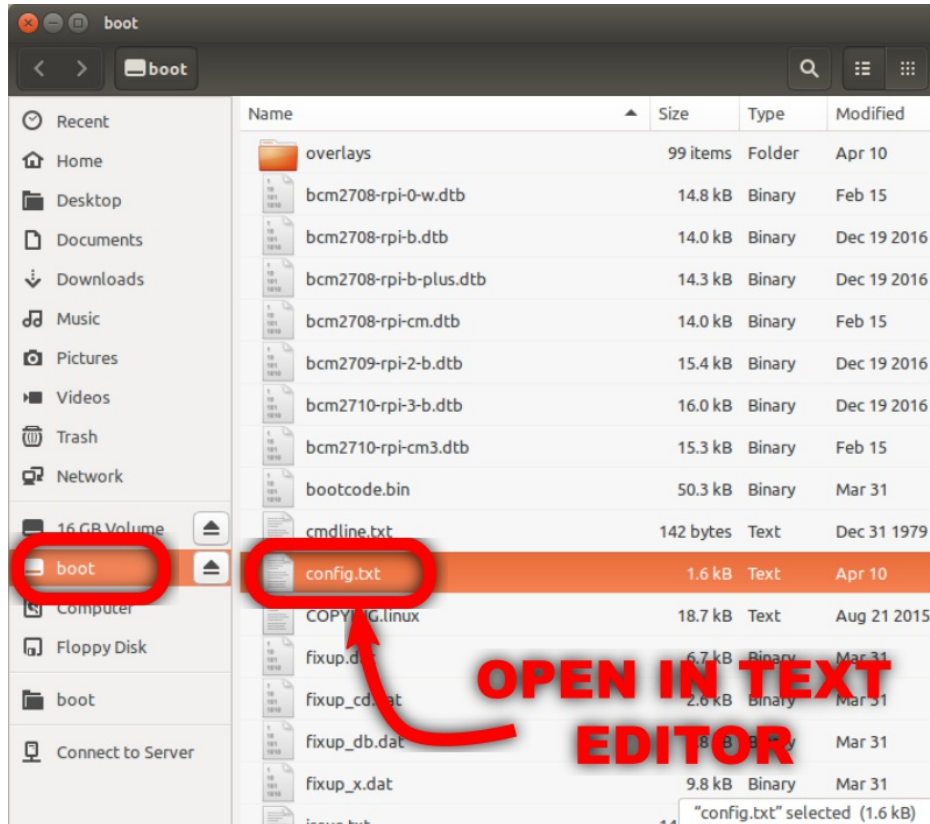 boot
boot
Name Size Type Modified
Recent
Home
Desktop
Documents
Downloads
Music
Pictures
Videos
Trash
Network
16 GB Volume
boot
Computer
Floppy Disk
boot
Connect to Server
overlays 99 items Folder Apr 10
bcm2708-rpi-0-w.dtb 14.8 kB Binary Feb 15
bcm2708-rpi-b.dtb 14.0 kB Binary Dec 19 2016
bcm2708-rpi-b-plus.dtb 14.3 kB Binary Dec 19 2016
bcm2708-rpi-cm.dtb 14.0 kB Binary Feb 15
bcm2709-rpi-2-b.dtb 15.4 kB Binary Dec 19 2016
bcm2710-rpi-3-b.dtb 16.0 kB Binary Dec 19 2016
bcm2710-rpi-cm3.dtb 15.3 kB Binary Feb 15
bootcode.bin 50.3 kB Binary Mar 31
cmdline.txt 142 bytes Text Dec 31 1979
config.txt 1.6 kB Text Apr 10
COPYING.linux 18.7 kB Text Aug 21 2015
fixup.dat 6.7 kB Binary Mar 31
fixup_cd.dat 2.6 kB Binary Mar 31
fixup_db.dat Mar 31
fixup_x.dat 9.8 kB Binary Mar 31
OPEN IN TEXT
EDITOR
"config.txt" selected (1.6 kB)